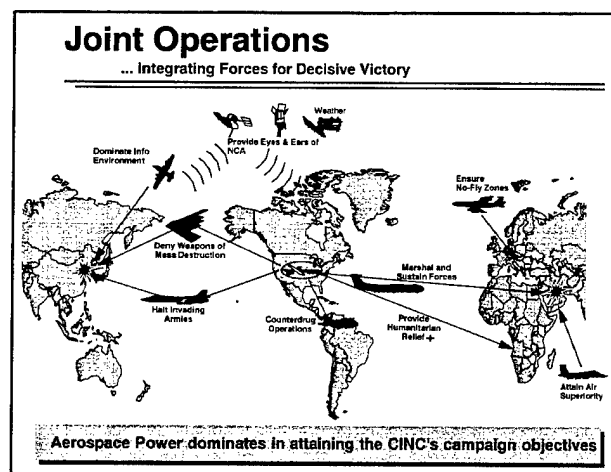 Joint Operations
... Integrating Forces for Decisive Victory
Weather
Provide Eyes & Ears of
NCA
Dominate Info
Environment
Ensure
No-Fly Zones
Deny Weapons of
Mass Destruction
Marshal and
Sustain Forces
Halt Invading
Armies
Counterdrug
Operations
Provide
Humanitarian
Relief +
Attain Air
Superiority
Aerospace Power dominates in attaining the CINC's campaign objectives